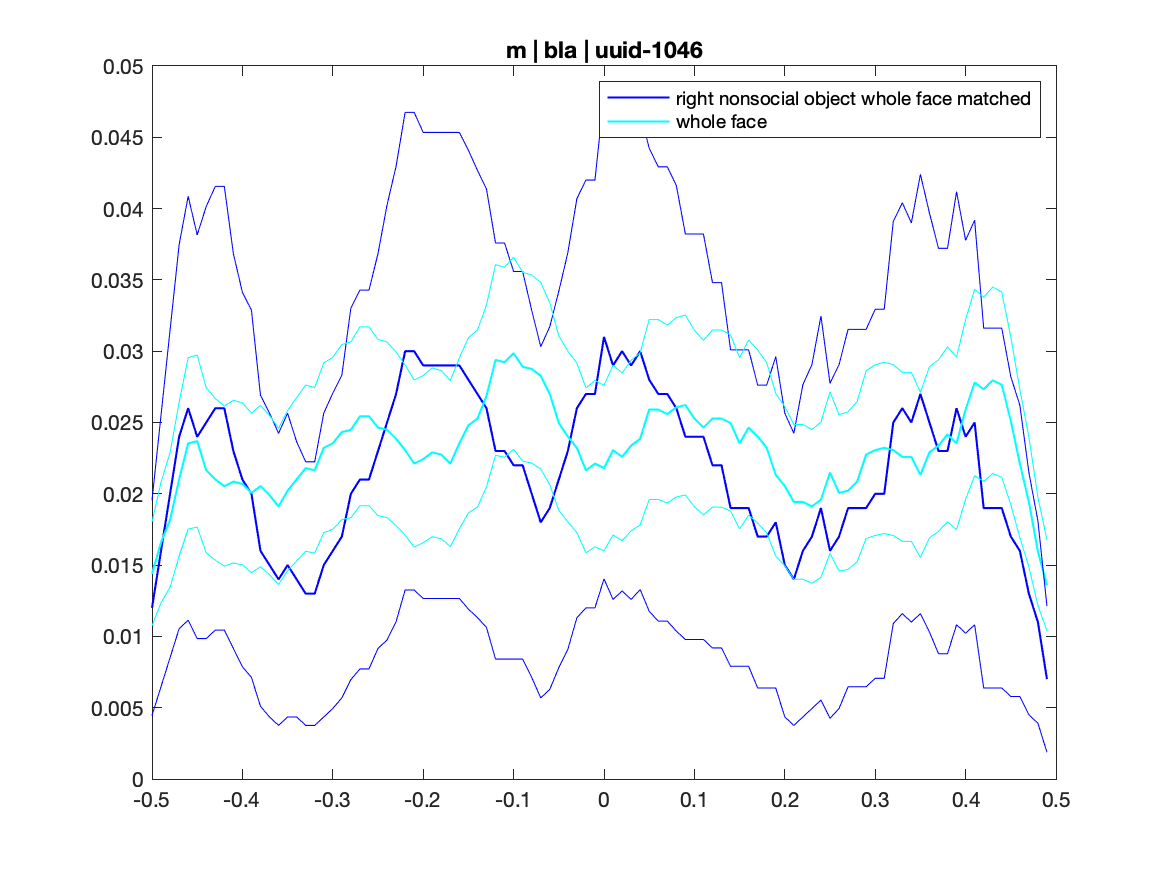 m | bla | uuid-1046
0.05
0.045
0.04
0.035
0.03
0.025
0.02
0.015
0.01
0.005
0
right nonsocial object whole face matched
whole face
-0.5 -0.4 -0.3 -0.2 -0.1 0 0.1 0.2 0.3 0.4 0.5